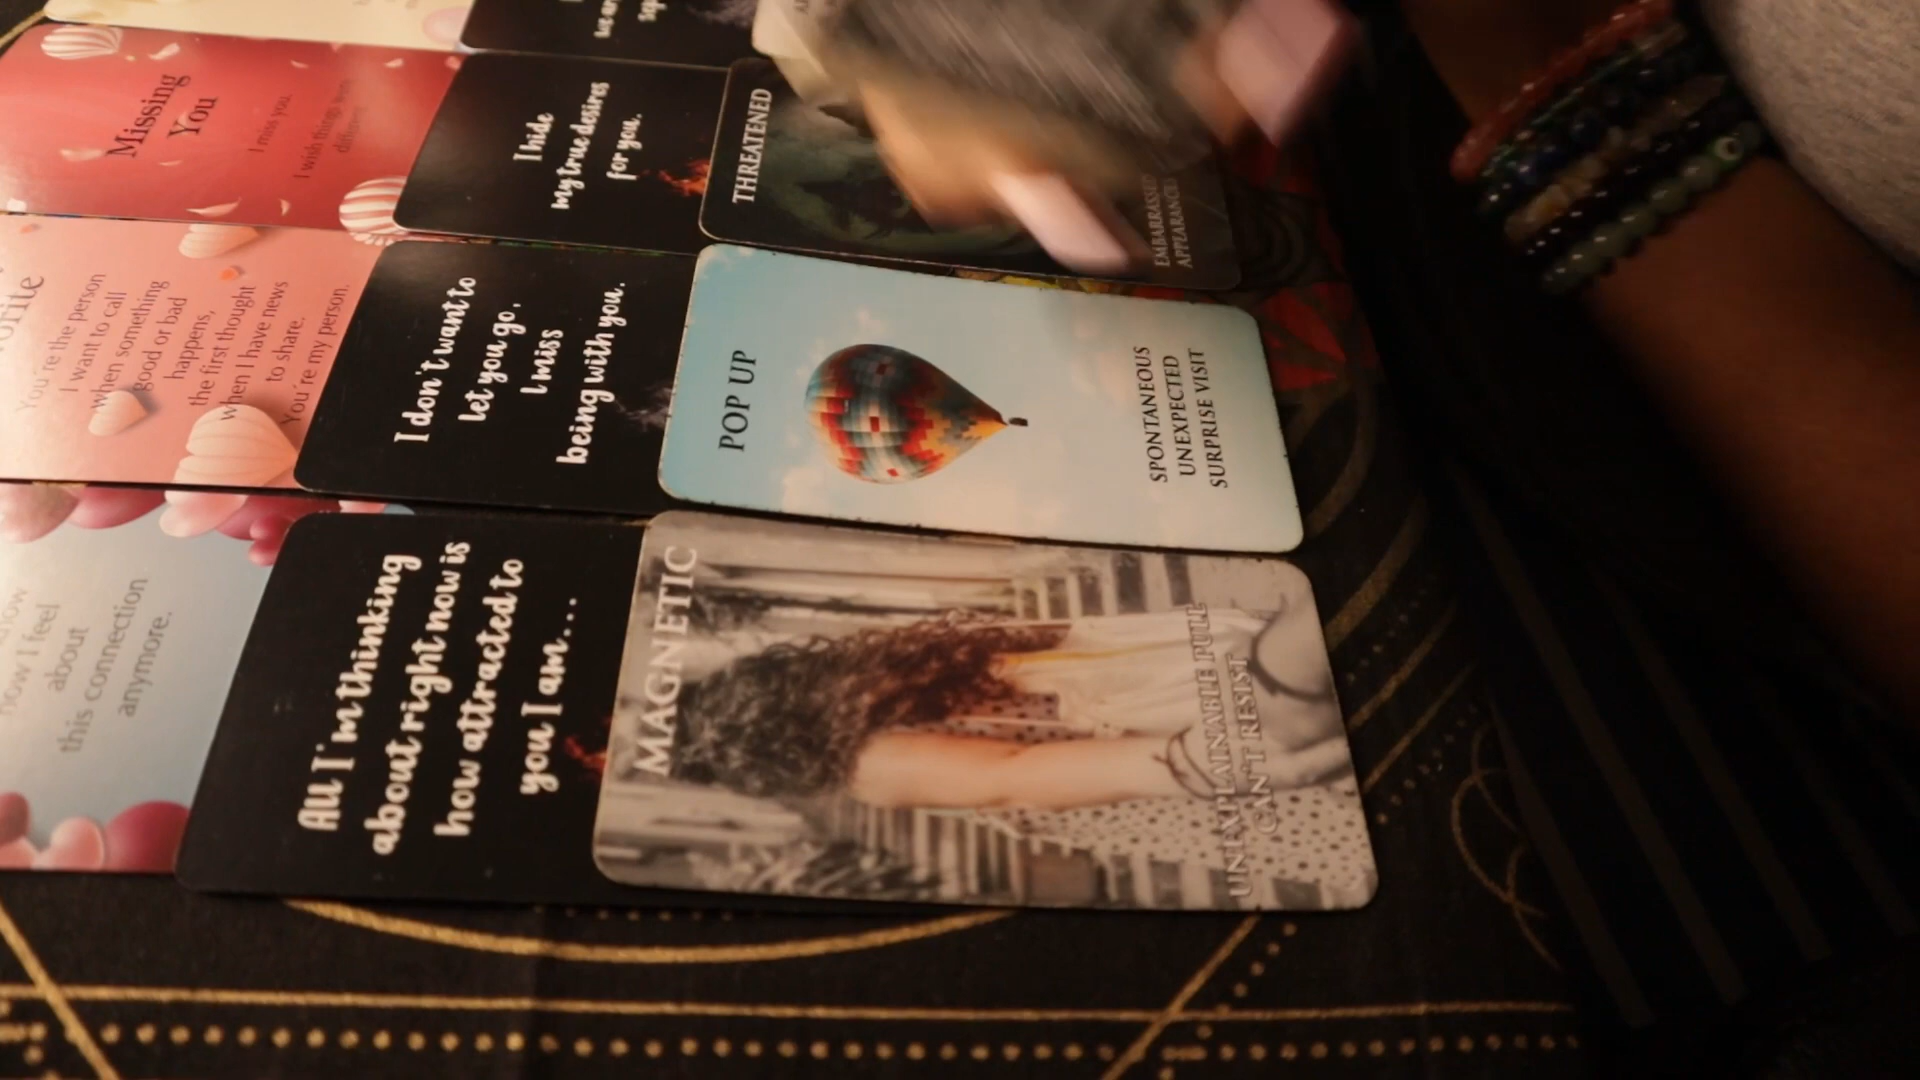 Missing
You
I miss you.
I wish things were
I hide
my true desires
for you.
THREATENED
EMBARRASSED
APPEARANCES
You're the person
I want to call
when something
good or bad
happens,
the first thought
when I have news
to share.
You're my person.
I don't want to
let you go,
I miss
being with you.
POP UP
SPONTANEOUS
UNEXPECTED
SURPRISE VISIT
how I feel
about
this connection
anymore.
All I'm thinking
about right now is
how attracted to
you I am...
MAGNETIC
UNEXPLAINABLE PULL
CAN'T RESIST